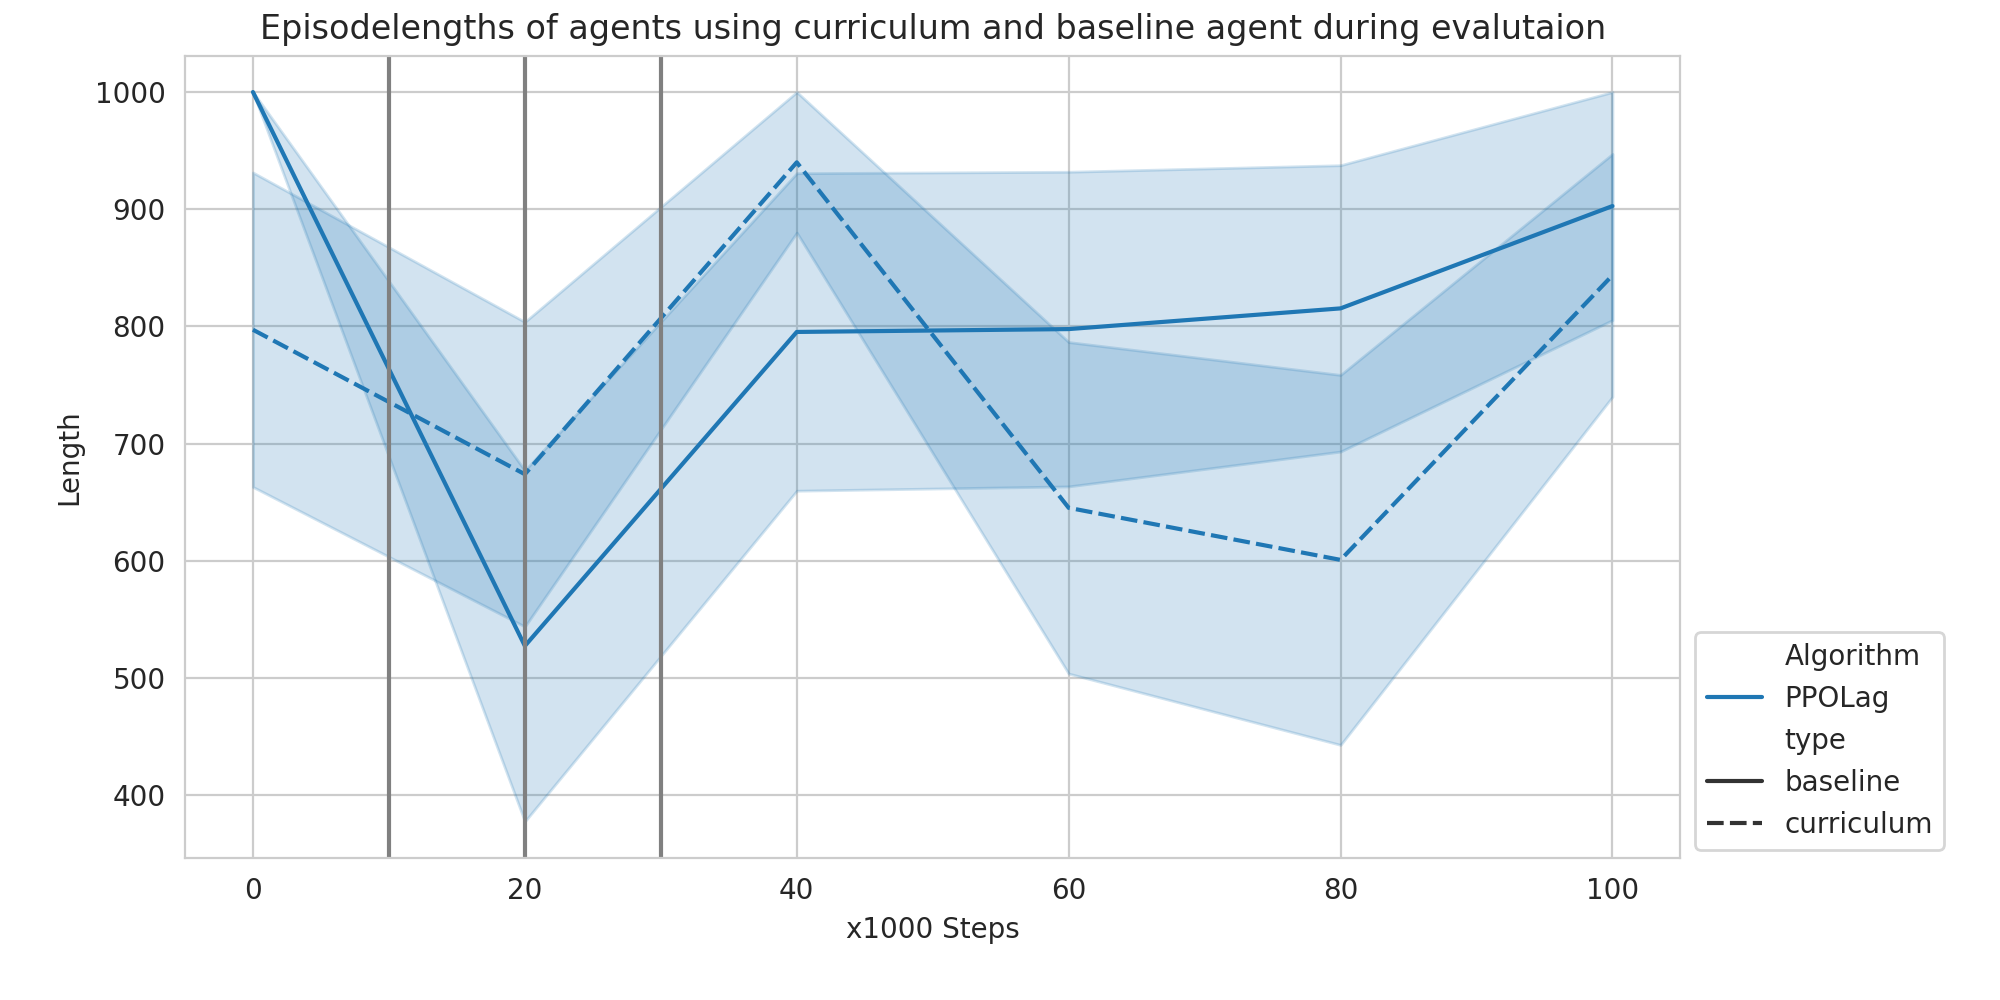 Episodelengths of agents using curriculum and baseline agent during evalutaion
1000
900
800
700
600
500
400
Length
0 20 40 60 80 100
x1000 Steps
Algorithm
PPOLag
type
baseline
curriculum